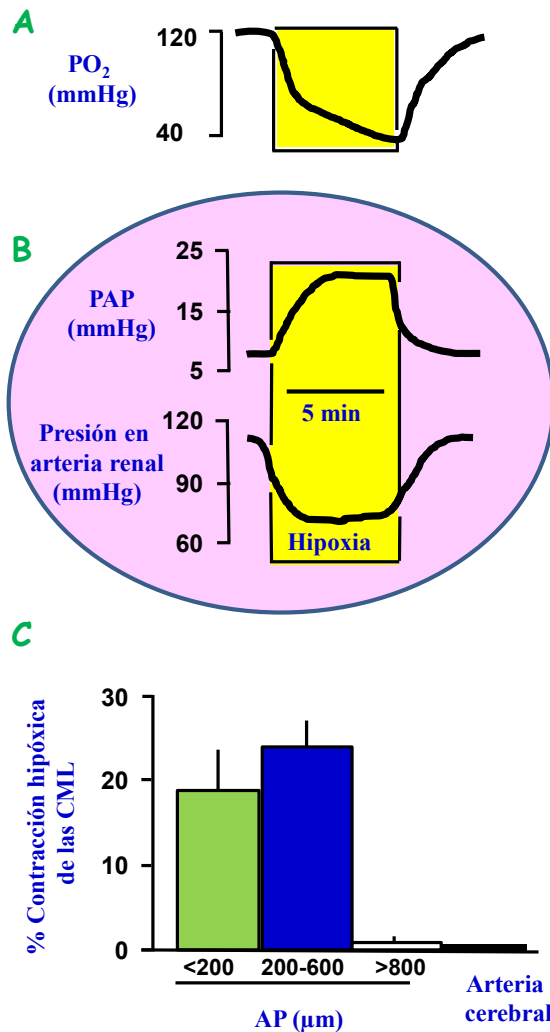 A
PO2
(mmHg)
120
40
B
PAP
(mmHg)
25
15
5
5 min
Presión en
arteria renal
(mmHg)
120
90
60
Hipoxia
C
% Contracción hipóxica
de las CML
30
20
10
0
<200 200-600 >800
AP (µm)
Arteria
cerebral